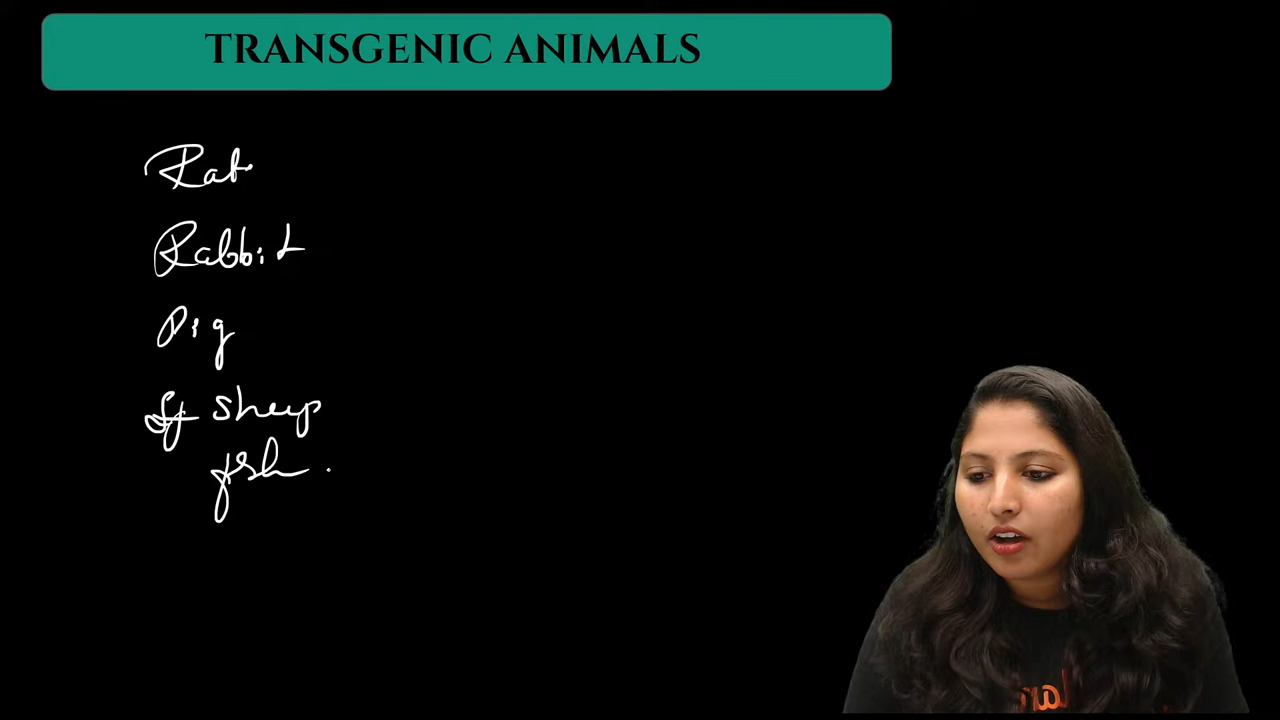 TRANSGENIC ANIMALS
Rat
Rabbit
Pig
Sheep
fish.